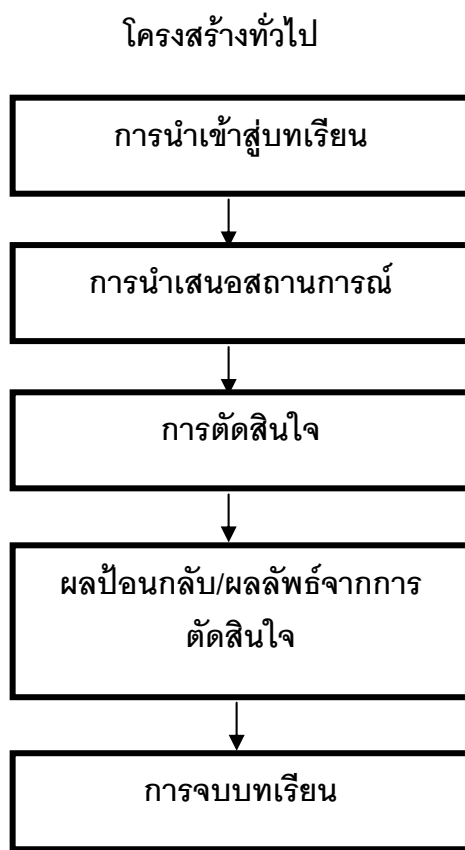 โครงสร้างทั่วไป
การนำเข้าสู่บทเรียน
การนำเสนอสถานการณ์
การตัดสินใจ
ผลป้อนกลับ/ผลลัพธ์จากการ
ตัดสินใจ
การจบบทเรียน